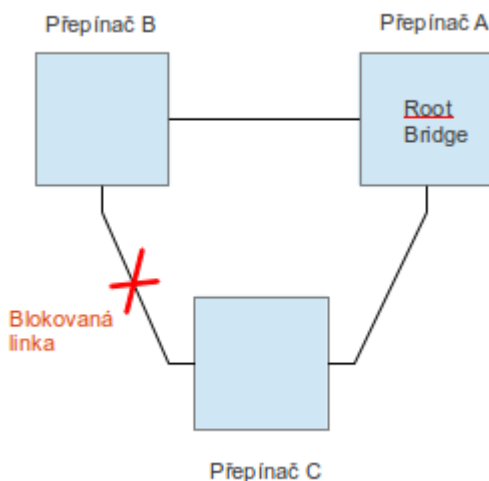 Přepínač B
Přepínač A
Root
Bridge
Blokovaná
linka
Přepínač C